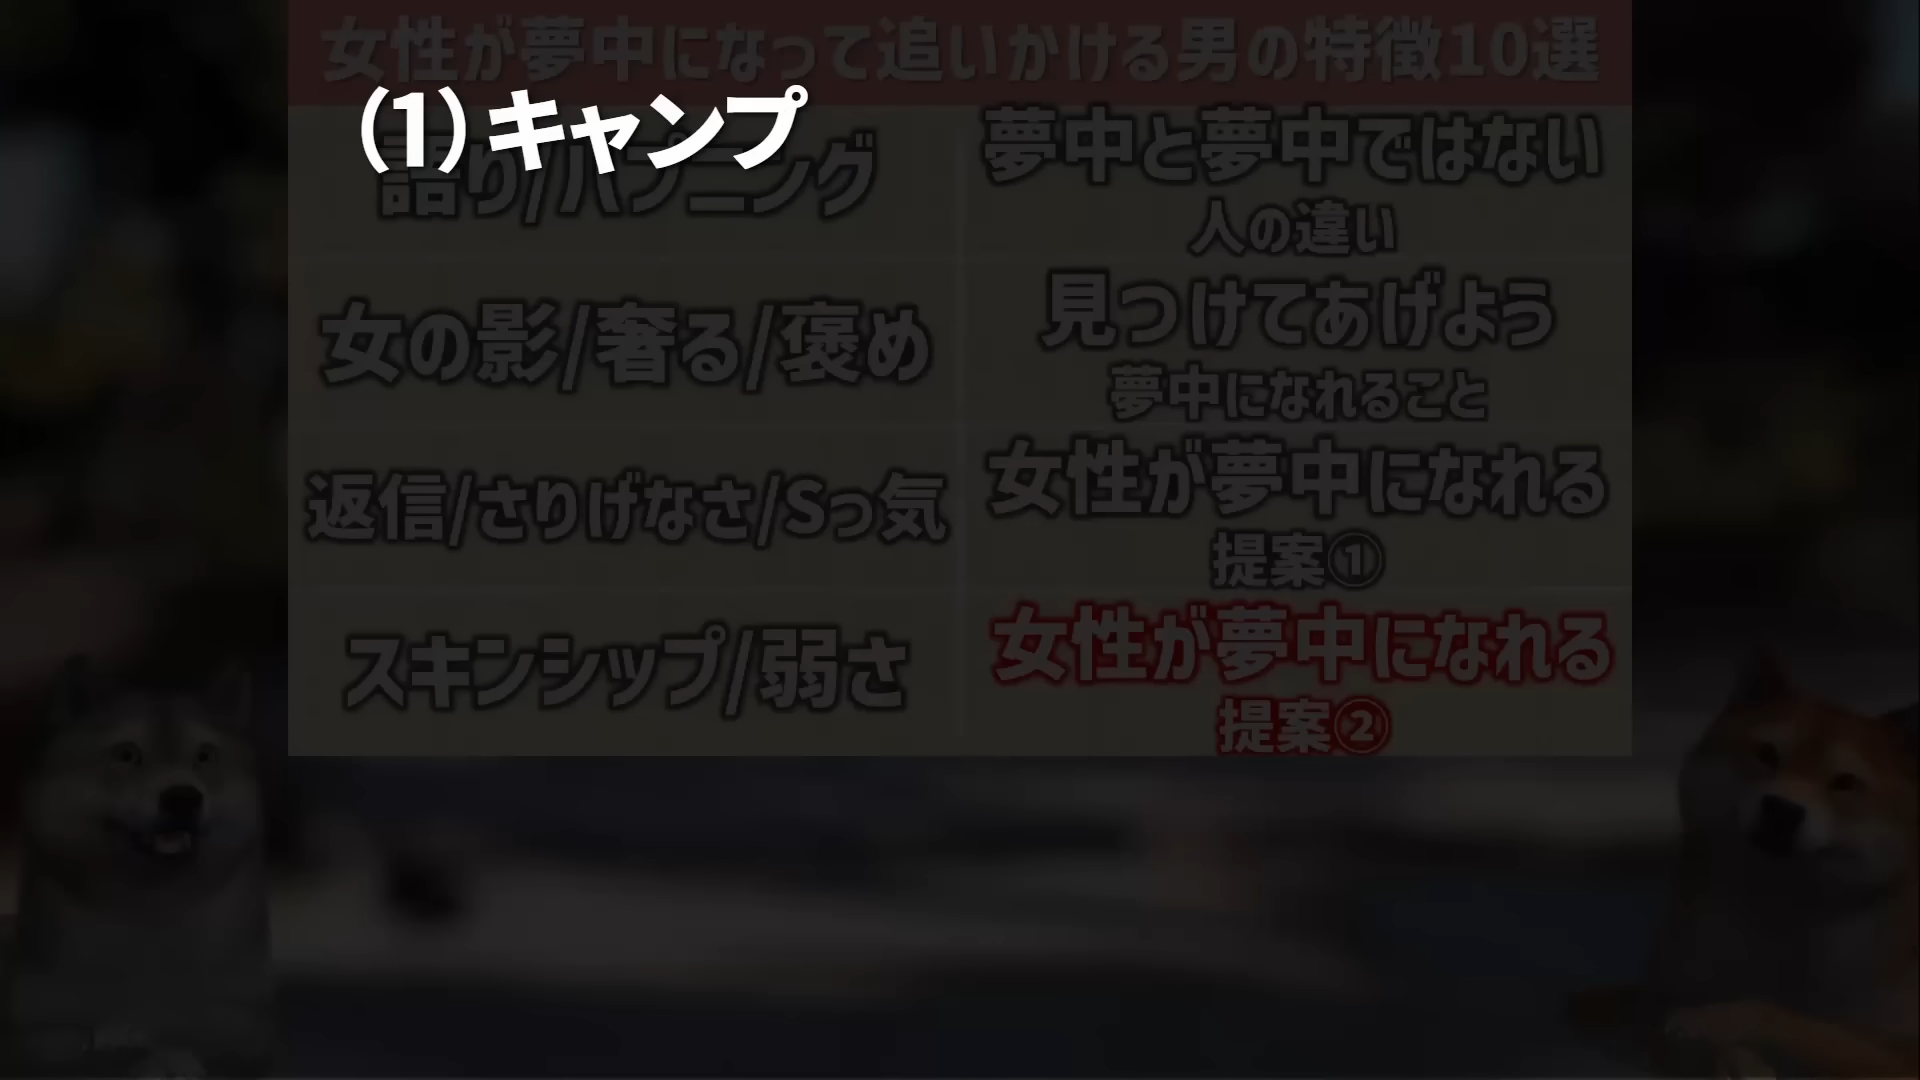 女性が夢中になって追いかける男の特徴10選
(1) キャンプ
語り/ハプニング
女の影/奢る/褒め
返信/さりげなさ/Sっ気
スキンシップ/弱さ
夢中と夢中ではない
人の違い
見つけてあげよう
夢中になれること
女性が夢中になれる
提案①
女性が夢中になれる
提案②